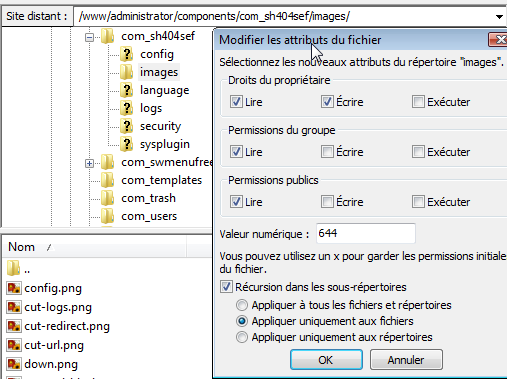 Site distant : /www/administrator/components/com_sh404sef/images/
com_sh404sef
config
images
language
logs
security
sysplugin
com_swmenufree
com_templates
com_trash
com_users
Nom /
..
config.png
cut-logs.png
cut-redirect.png
cut-url.png
down.png
Modifier les attributs du fichier
Sélectionnez les nouveaux attributs du répertoire "images".
Droits du propriétaire
Lire Écrire Exécuter
Permissions du groupe
Lire Écrire Exécuter
Permissions publics
Lire Écrire Exécuter
Valeur numérique : 644
Vous pouvez utilisez un x pour garder les permissions initiale
du fichier.
Récursion dans les sous-répertoires
Appliquer à tous les fichiers et répertoires
Appliquer uniquement aux fichiers
Appliquer uniquement aux répertoires
OK Annuler